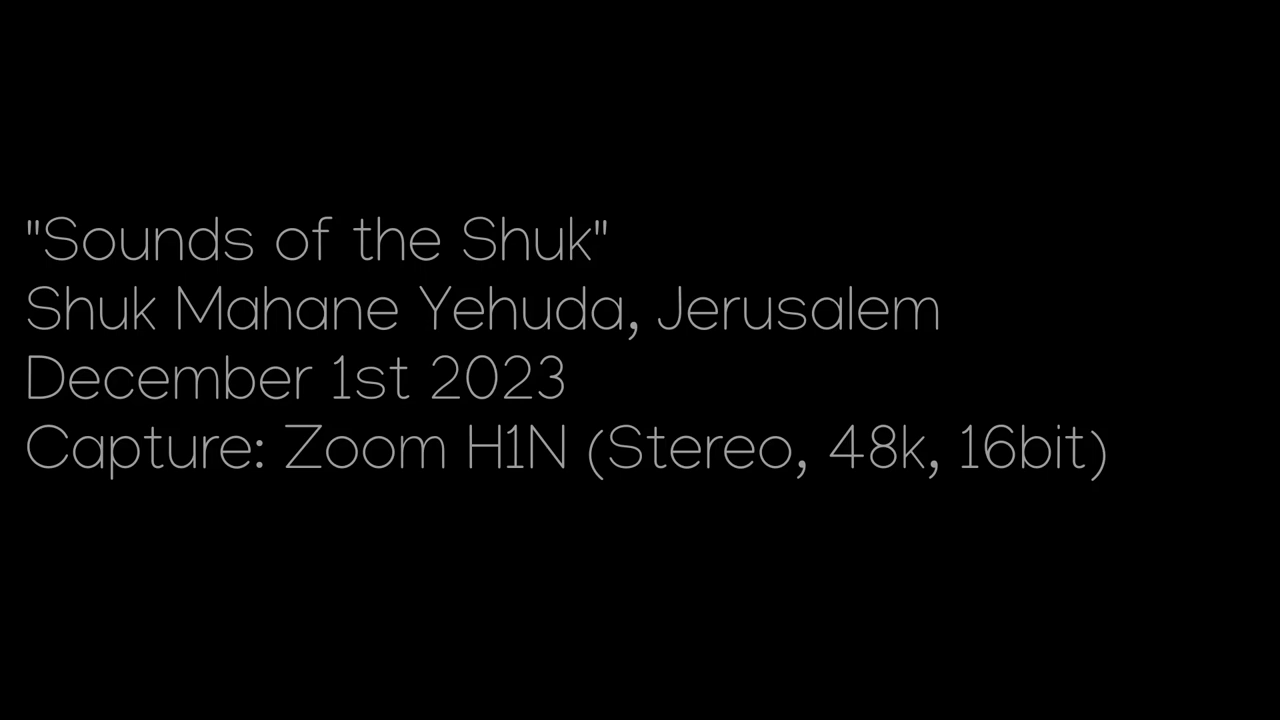 "Sounds of the Shuk"
Shuk Mahane Yehuda, Jerusalem
December 1st 2023
Capture: Zoom H1N (Stereo, 48k, 16bit)